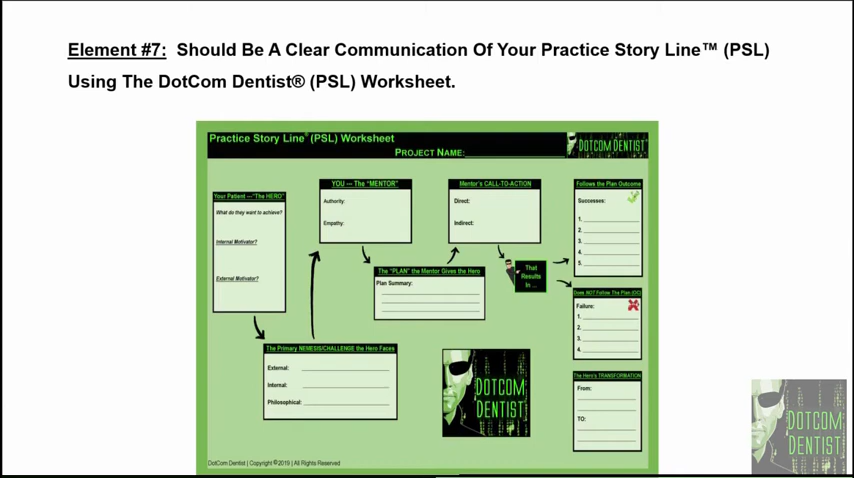 Element #7: Should Be A Clear Communication Of Your Practice Story Line™ (PSL)
Using The DotCom Dentist® (PSL) Worksheet.
Practice Story Line® (PSL) Worksheet
PROJECT NAME:
DOTCOM DENTIST
Your Patient —"The HERO"
What do they want to achieve?
Internal Motivator?
External Motivator?
YOU — The "MENTOR"
Authority:
Empathy:
Mentor's CALL-TO-ACTION
Direct:
Indirect:
Follows the Plan Outcome
Successes:
1.
2.
3.
4.
5.
The "PLAN" the Mentor Gives the Hero
Plan Summary:
That
Results
In ...
Does NOT Follow The Plan (OC)
Failure:
1.
2.
3.
4.
The Primary NEMESIS/CHALLENGE the Hero Faces
External:
Internal:
Philosophical:
DOTCOM
DENTIST
The Hero's TRANSFORMATION
From:
TO:
DotCom Dentist | Copyright ©2019 | All Rights Reserved
DOTCOM
DENTIST